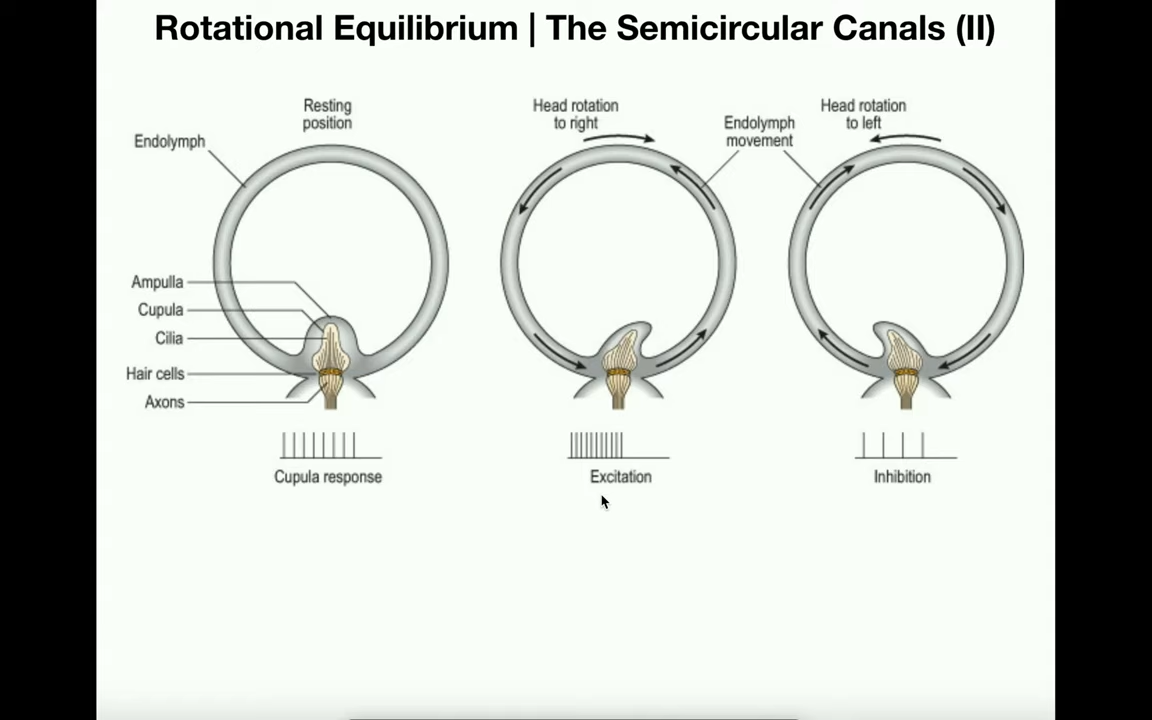 Rotational Equilibrium | The Semicircular Canals (II)
Resting
position
Head rotation
to right
Head rotation
to left
Endolymph
Endolymph
movement
Ampulla
Cupula
Cilia
Hair cells
Axons
Cupula response
Excitation
Inhibition